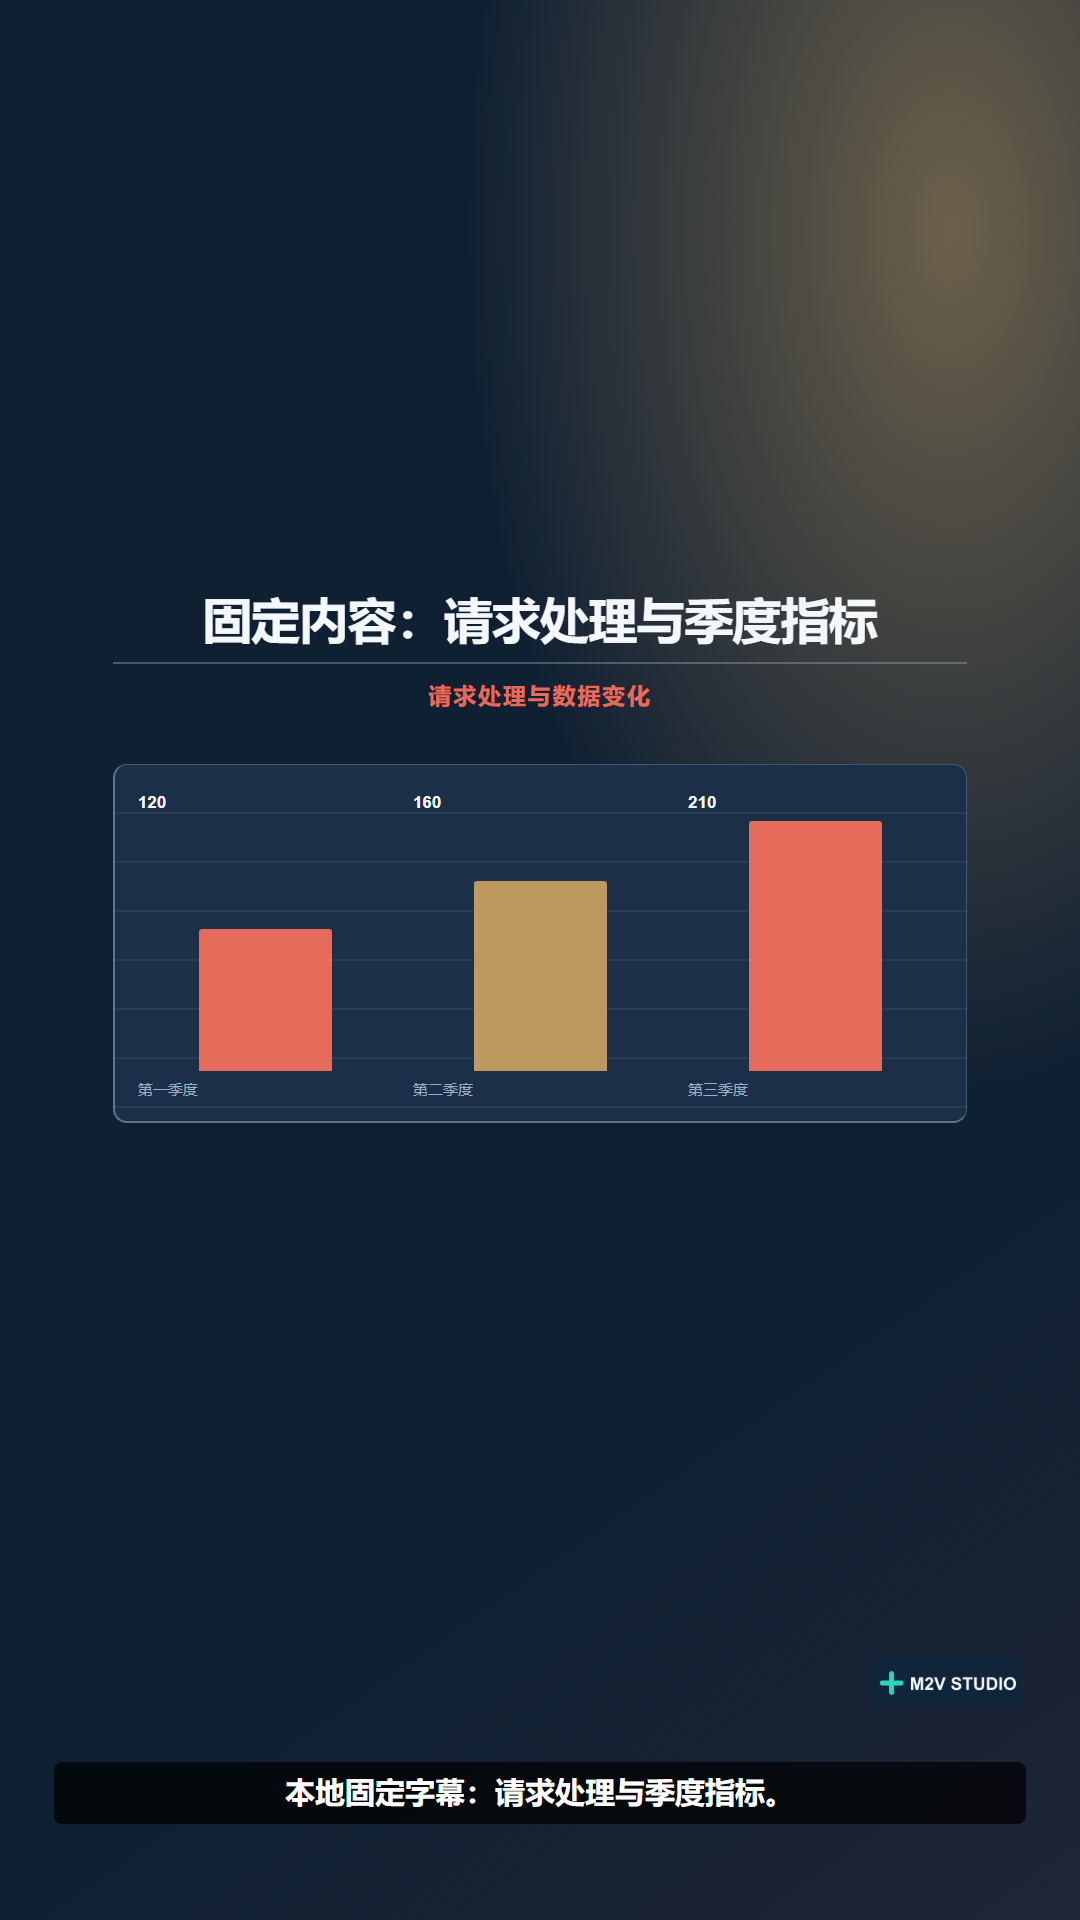 固定内容：请求处理与季度指标
请求处理与数据变化
120 160 210
第一季度 第二季度 第三季度
M2V STUDIO
本地固定字幕：请求处理与季度指标。